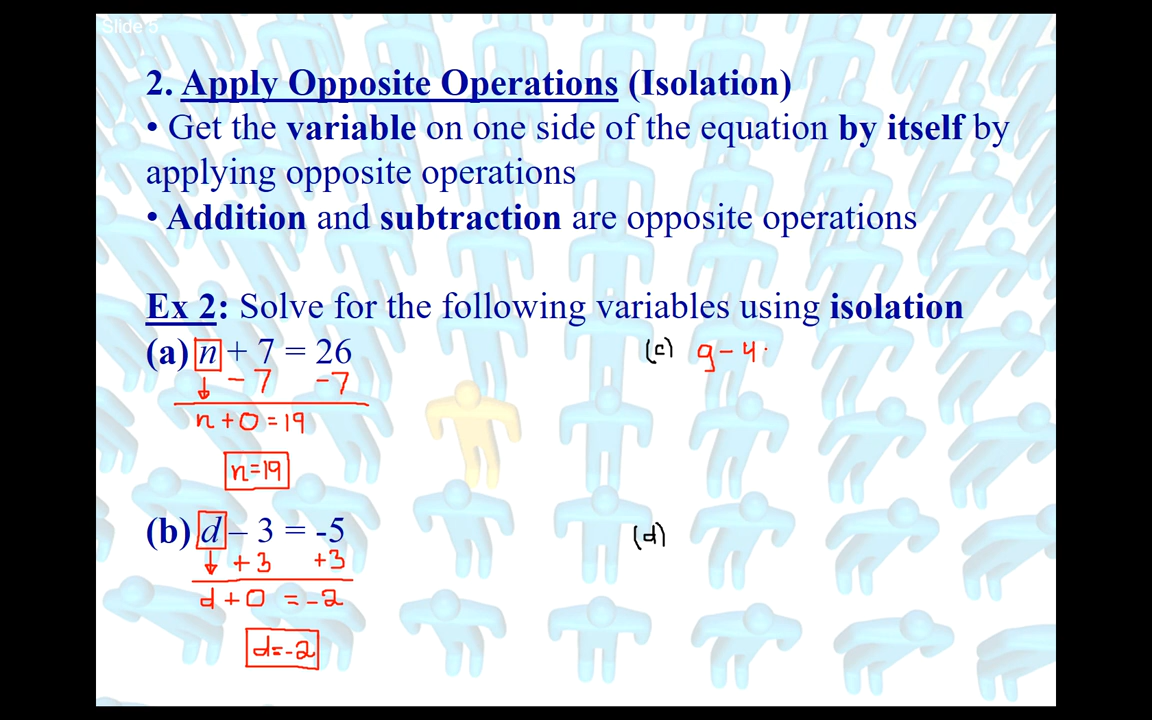 Slide 5
2. Apply Opposite Operations (Isolation)
• Get the variable on one side of the equation by itself by
applying opposite operations
• Addition and subtraction are opposite operations
Ex 2: Solve for the following variables using isolation
(a) n + 7 = 26
↓ - 7 -7
n + 0 = 19
n = 19
(c) g - 4
(b) d – 3 = -5
↓ + 3 +3
d + 0 = -2
d = -2
(d)